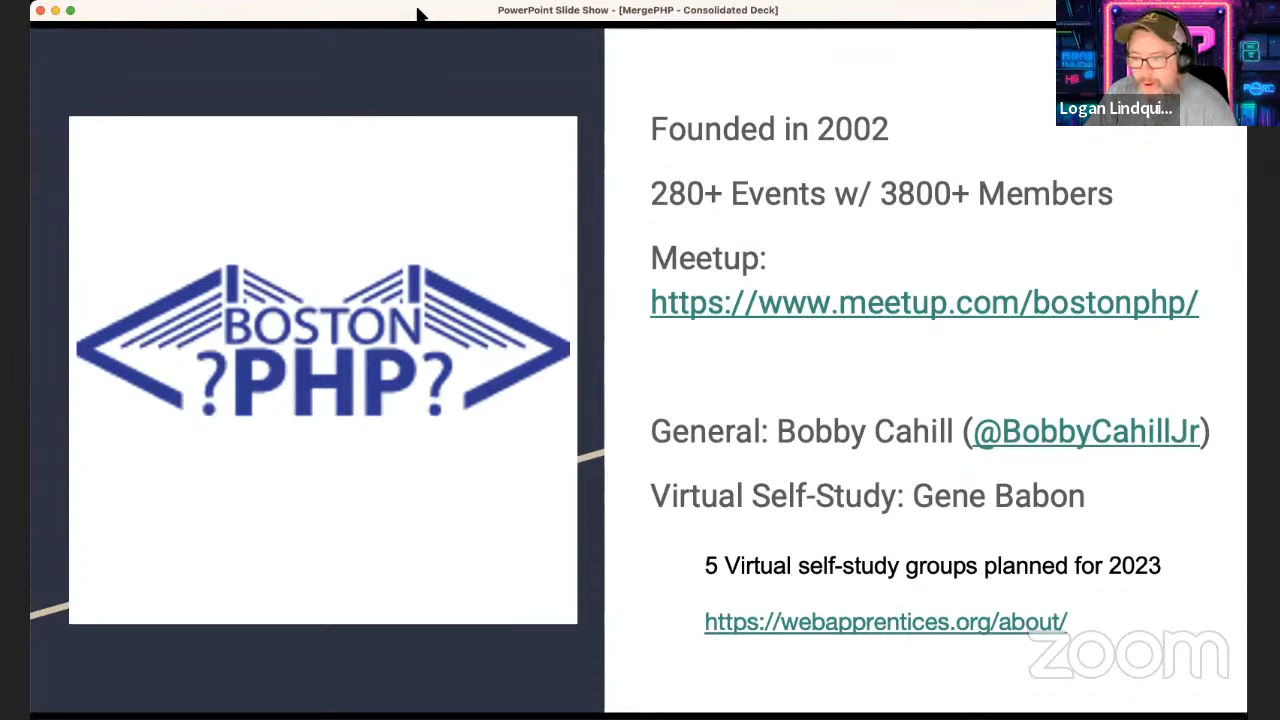 PowerPoint Slide Show - [MergePHP - Consolidated Deck]
Logan Lindqui...
Founded in 2002
280+ Events w/ 3800+ Members
Meetup:
https://www.meetup.com/bostonphp/
BOSTON
?PHP?
General: Bobby Cahill (@BobbyCahillJr)
Virtual Self-Study: Gene Babon
5 Virtual self-study groups planned for 2023
https://webapprentices.org/about/
zoom